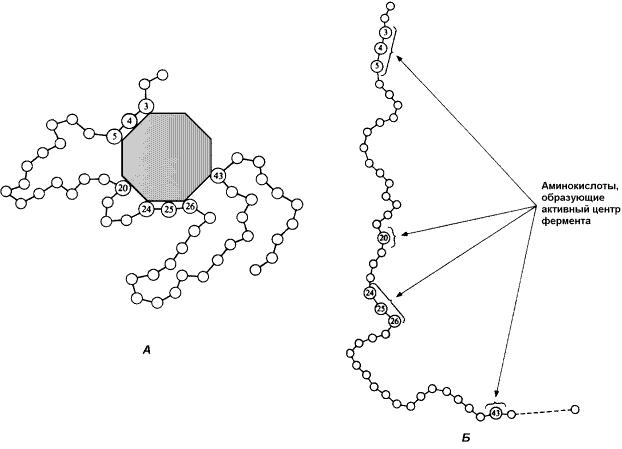 3
4
5
20
24
25
26
43
А
3
4
5
20
24
25
26
43
Аминокислоты,
образующие
активный центр
фермента
Б